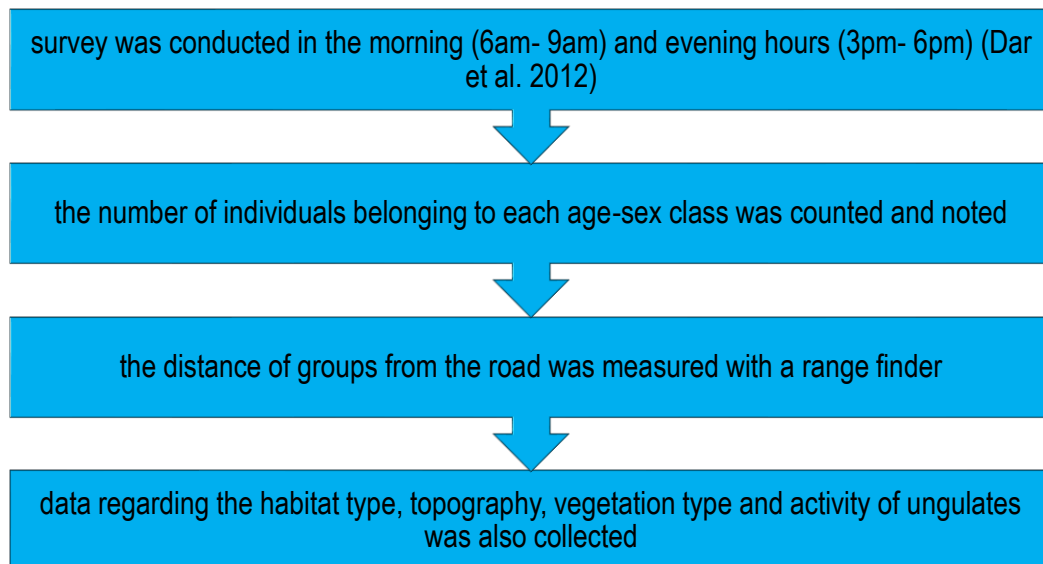 survey was conducted in the morning (6am- 9am) and evening hours (3pm- 6pm) (Dar
et al. 2012)
the number of individuals belonging to each age-sex class was counted and noted
the distance of groups from the road was measured with a range finder
data regarding the habitat type, topography, vegetation type and activity of ungulates
was also collected